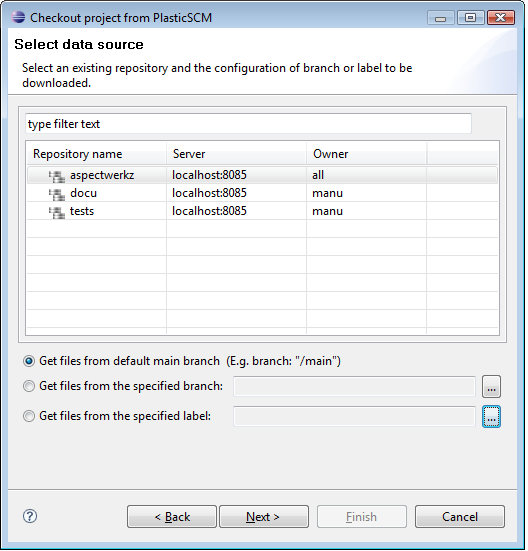 Checkout project from PlasticSCM
Select data source
Select an existing repository and the configuration of branch or label to be
downloaded.
type filter text
Repository name Server Owner
aspectwerkz localhost:8085 all
docu localhost:8085 manu
tests localhost:8085 manu
Get files from default main branch (E.g. branch: "/main")
Get files from the specified branch: ...
Get files from the specified label: ...
? < Back Next > Finish Cancel